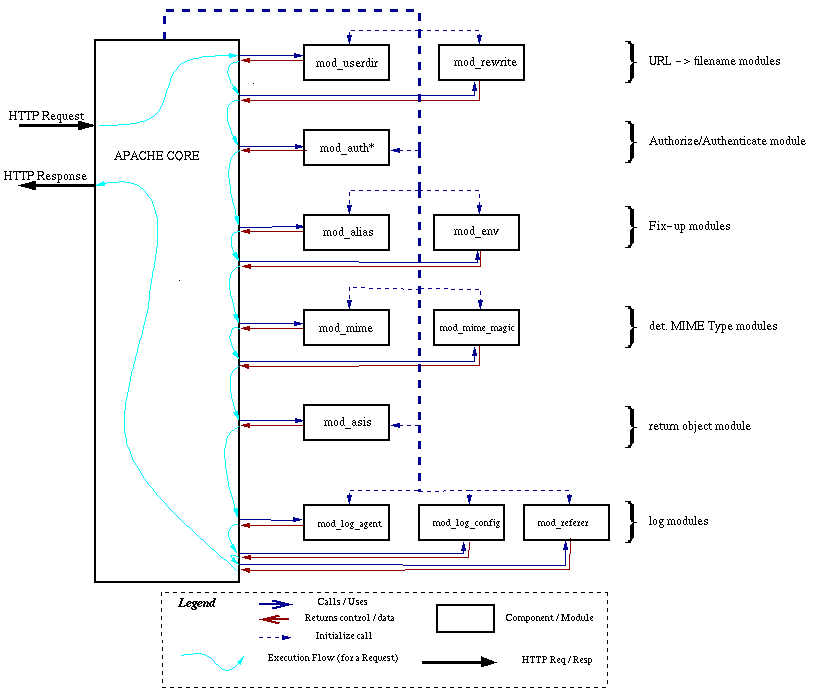 mod_userdir
mod_rewrite
URL -> filename modules
HTTP Request
mod_auth*
Authorize/Authenticate module
APACHE CORE
HTTP Response
mod_alias
mod_env
Fix-up modules
mod_mime
mod_mime_magic
det. MIME Type modules
mod_asis
return object module
mod_log_agent
mod_log_config
mod_referer
log modules
Legend
Calls / Uses
Returns control / data
Initialize call
Component / Module
Execution Flow (for a Request)
HTTP Req / Resp